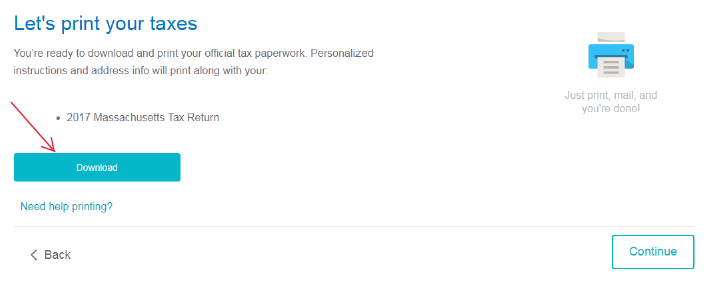 Let's print your taxes
You're ready to download and print your official tax paperwork. Personalized
instructions and address info will print along with your:
• 2017 Massachusetts Tax Return
Download
Need help printing?
Just print, mail, and
you're done!
Back
Continue